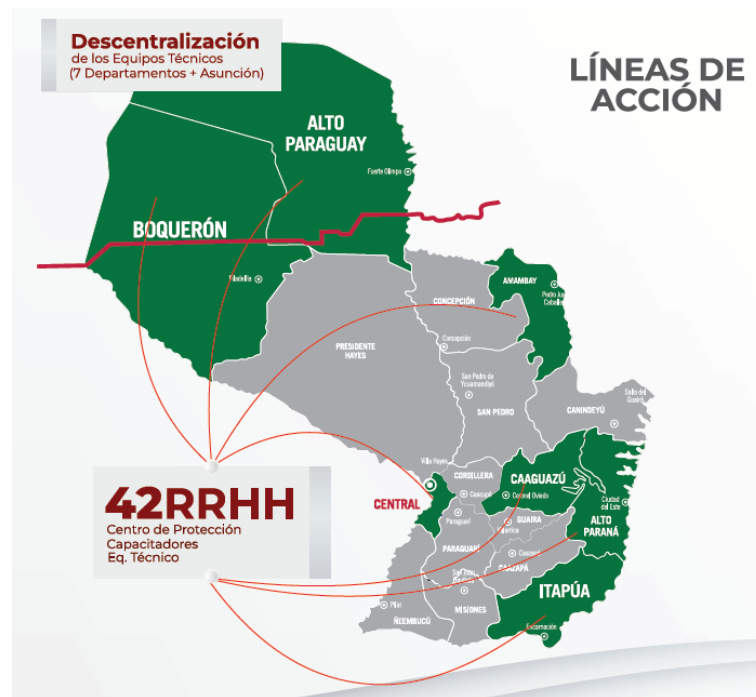 Descentralización
de los Equipos Técnicos
(7 Departamentos + Asunción)
LÍNEAS DE
ACCIÓN
ALTO
PARAGUAY
Fuerte Olimpo
BOQUERÓN
Filadelfia
AMAMBAY
Pedro Juan
Caballero
CONCEPCIÓN
Concepción
PRESIDENTE
HAYES
San Pedro de
Ycuamandiyú
SAN PEDRO
Salto del
Guairá
CANINDEYÚ
Villa Hayes
CORDILLERA
Caacupé
CAAGUAZÚ
Coronel Oviedo
CENTRAL
Ciudad
del Este
ALTO
PARANÁ
Paraguarí
GUAIRA
Villarrica
PARAGUARÍ
Caazapá
CAAZAPÁ
ITAPÚA
MISIONES
Pilar
ÑEEMBUCÚ
Encarnación
42RRHH
Centro de Protección
Capacitadores
Eq. Técnico